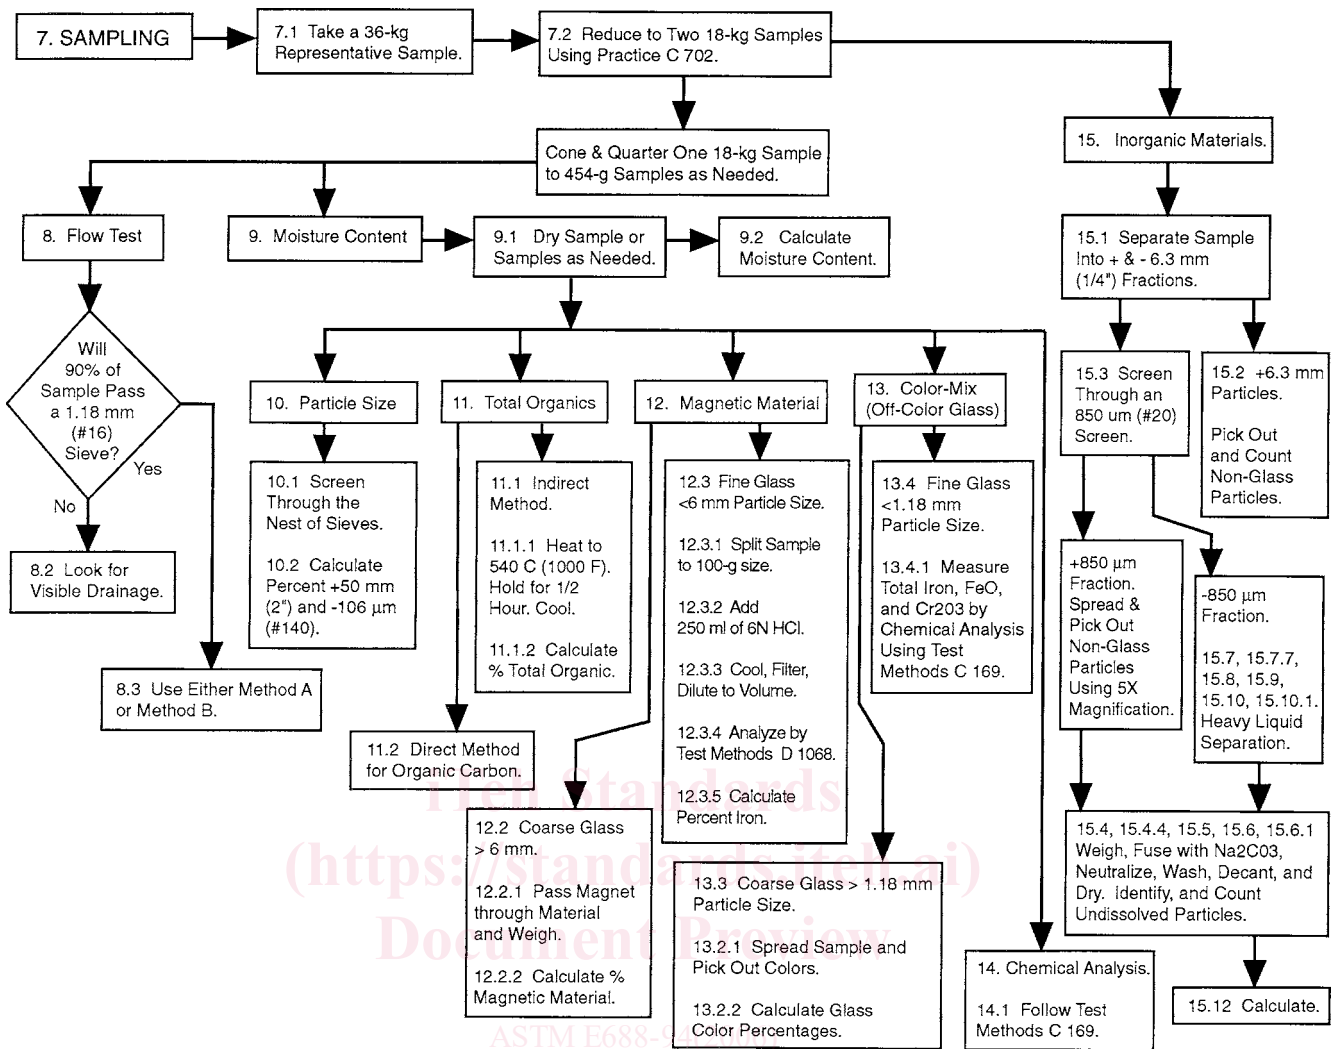 7. SAMPLING
7.1 Take a 36-kg
Representative Sample.
7.2 Reduce to Two 18-kg Samples
Using Practice C 702.
Cone & Quarter One 18-kg Sample
to 454-g Samples as Needed.
15. Inorganic Materials.
8. Flow Test
9. Moisture Content
9.1 Dry Sample or
Samples as Needed.
9.2 Calculate
Moisture Content.
15.1 Separate Sample
Into + & - 6.3 mm
(1/4") Fractions.
Will
90% of
Sample Pass
a 1.18 mm
(#16)
Sieve?
Yes
No
8.2 Look for
Visible Drainage.
8.3 Use Either Method A
or Method B.
10. Particle Size
10.1 Screen
Through the
Nest of Sieves.
10.2 Calculate
Percent +50 mm
(2") and -106 µm
(#140).
11. Total Organics
11.1 Indirect
Method.
11.1.1 Heat to
540 C (1000 F).
Hold for 1/2
Hour. Cool.
11.1.2 Calculate
% Total Organic.
11.2 Direct Method
for Organic Carbon.
12. Magnetic Material
12.3 Fine Glass
<6 mm Particle Size.
12.3.1 Split Sample
to 100-g size.
12.3.2 Add
250 ml of 6N HCl.
12.3.3 Cool, Filter,
Dilute to Volume.
12.3.4 Analyze by
Test Methods D 1068.
12.3.5 Calculate
Percent Iron.
12.2 Coarse Glass
> 6 mm.
12.2.1 Pass Magnet
through Material
and Weigh.
12.2.2 Calculate %
Magnetic Material.
13. Color-Mix
(Off-Color Glass)
13.4 Fine Glass
<1.18 mm
Particle Size.
13.4.1 Measure
Total Iron, FeO,
and Cr203 by
Chemical Analysis
Using Test
Methods C 169.
13.3 Coarse Glass > 1.18 mm
Particle Size.
13.2.1 Spread Sample and
Pick Out Colors.
13.2.2 Calculate Glass
Color Percentages.
14. Chemical Analysis.
14.1 Follow Test
Methods C 169.
15.3 Screen
Through an
850 um (#20)
Screen.
15.2 +6.3 mm
Particles.
Pick Out
and Count
Non-Glass
Particles.
+850 µm
Fraction.
Spread &
Pick Out
Non-Glass
Particles
Using 5X
Magnification.
-850 µm
Fraction.
15.7, 15.7.7,
15.8, 15.9,
15.10, 15.10.1.
Heavy Liquid
Separation.
15.4, 15.4.4, 15.5, 15.6, 15.6.1
Weigh, Fuse with Na2C03,
Neutralize, Wash, Decant, and
Dry. Identify, and Count
Undissolved Particles.
15.12 Calculate.
iTeh Standards
(https://standards.iteh.ai)
Document Preview
ASTM E688-94(2006)